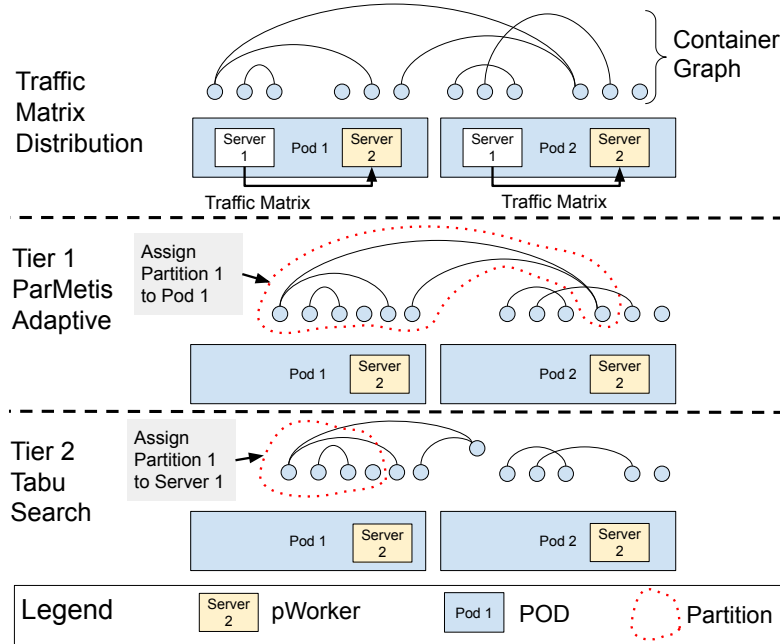 Traffic
Matrix
Distribution
Container
Graph
Server
1
Pod 1
Server
2
Server
1
Pod 2
Server
2
Traffic Matrix
Traffic Matrix
Tier 1
ParMetis
Adaptive
Assign
Partition 1
to Pod 1
Pod 1
Server
2
Pod 2
Server
2
Tier 2
Tabu
Search
Assign
Partition 1
to Server 1
Pod 1
Server
2
Pod 2
Server
2
Legend
Server
2
pWorker
Pod 1
POD
Partition